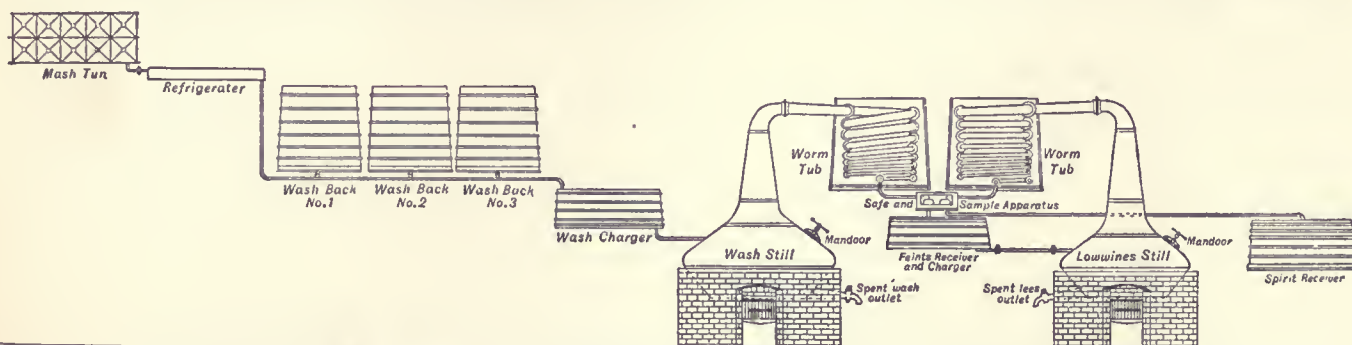 Mash Tun
Refrigerater
Wash Back
No.1
Wash Back
No.2
Wash Back
No.3
Wash Charger
Wash Still
Mandoor
Spent wash
outlet
Worm
Tub
Worm
Tub
Safe and Sample Apparatus
Feints Receiver
and Charger
Lowwines Still
Mandoor
Spent lees
outlet
Spirit Receiver